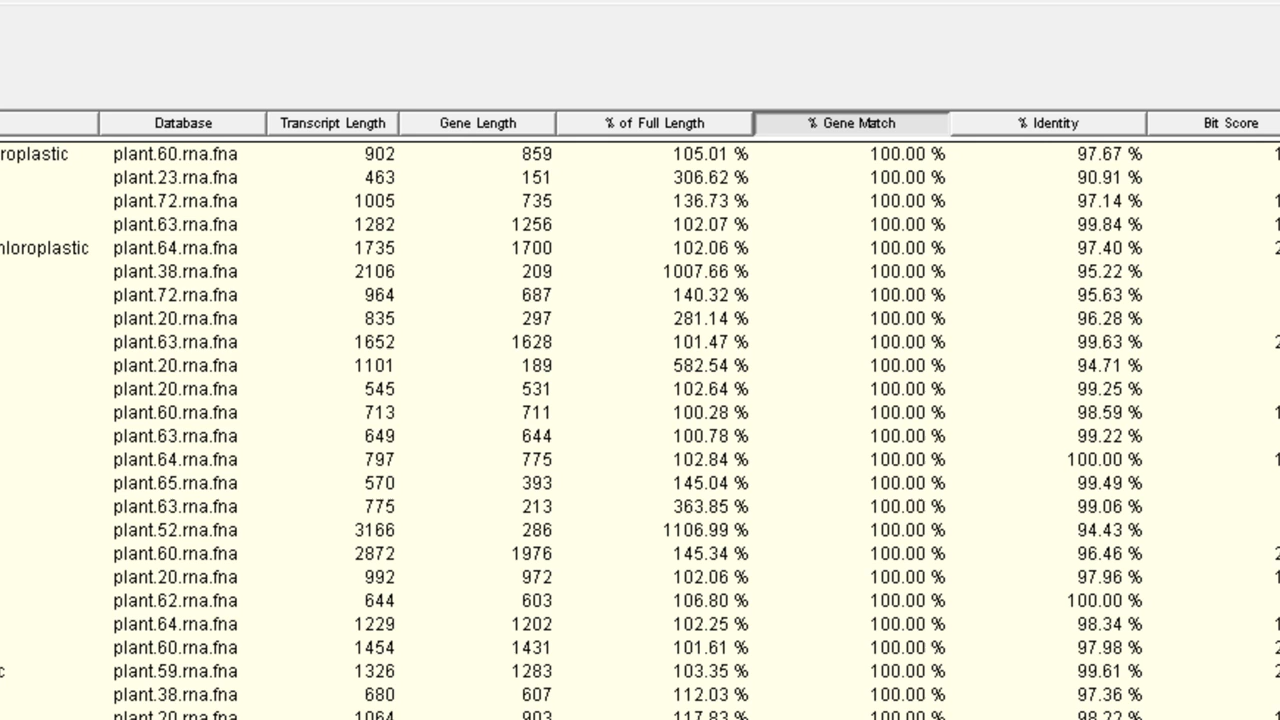 Database Transcript Length Gene Length % of Full Length % Gene Match % Identity Bit Score
roplastic plant.60.rna.fna 902 859 105.01 % 100.00 % 97.67 %
plant.23.rna.fna 463 151 306.62 % 100.00 % 90.91 %
plant.72.rna.fna 1005 735 136.73 % 100.00 % 97.14 %
plant.63.rna.fna 1282 1256 102.07 % 100.00 % 99.84 %
hloroplastic plant.64.rna.fna 1735 1700 102.06 % 100.00 % 97.40 %
plant.38.rna.fna 2106 209 1007.66 % 100.00 % 95.22 %
plant.72.rna.fna 964 687 140.32 % 100.00 % 95.63 %
plant.20.rna.fna 835 297 281.14 % 100.00 % 96.28 %
plant.63.rna.fna 1652 1628 101.47 % 100.00 % 99.63 %
plant.20.rna.fna 1101 189 582.54 % 100.00 % 94.71 %
plant.20.rna.fna 545 531 102.64 % 100.00 % 99.25 %
plant.60.rna.fna 713 711 100.28 % 100.00 % 98.59 %
plant.63.rna.fna 649 644 100.78 % 100.00 % 99.22 %
plant.64.rna.fna 797 775 102.84 % 100.00 % 100.00 %
plant.65.rna.fna 570 393 145.04 % 100.00 % 99.49 %
plant.63.rna.fna 775 213 363.85 % 100.00 % 99.06 %
plant.52.rna.fna 3166 286 1106.99 % 100.00 % 94.43 %
plant.60.rna.fna 2872 1976 145.34 % 100.00 % 96.46 %
plant.20.rna.fna 992 972 102.06 % 100.00 % 97.96 %
plant.62.rna.fna 644 603 106.80 % 100.00 % 100.00 %
plant.64.rna.fna 1229 1202 102.25 % 100.00 % 98.34 %
plant.60.rna.fna 1454 1431 101.61 % 100.00 % 97.98 %
c plant.59.rna.fna 1326 1283 103.35 % 100.00 % 99.61 %
plant.38.rna.fna 680 607 112.03 % 100.00 % 97.36 %
plant.20.rna.fna 1064 903 117.83 % 100.00 % 98.22 %